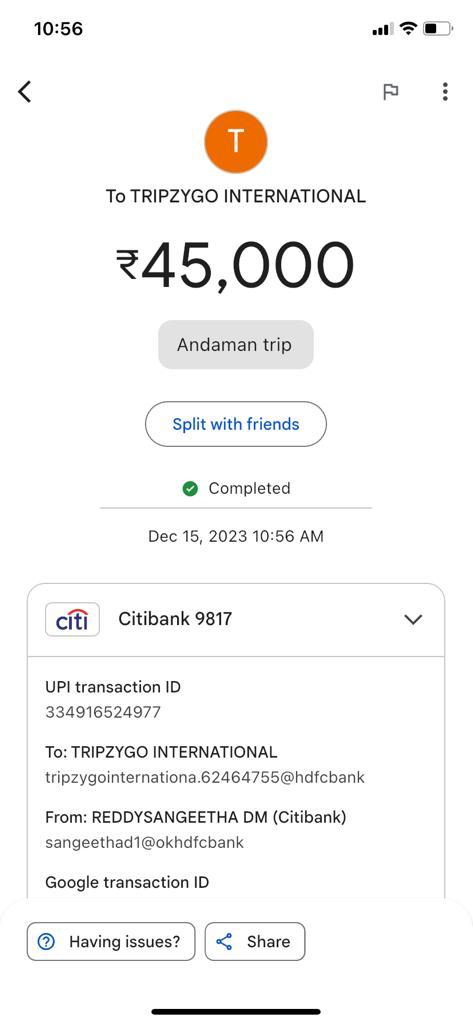 10:56
T
To TRIPZYGO INTERNATIONAL
₹45,000
Andaman trip
Split with friends
Completed
Dec 15, 2023 10:56 AM
citi
Citibank 9817
UPI transaction ID
334916524977
To: TRIPZYGO INTERNATIONAL
tripzygointernationa.62464755@hdfcbank
From: REDDYSANGEETHA DM (Citibank)
sangeethad1@okhdfcbank
Google transaction ID
Having issues?
Share